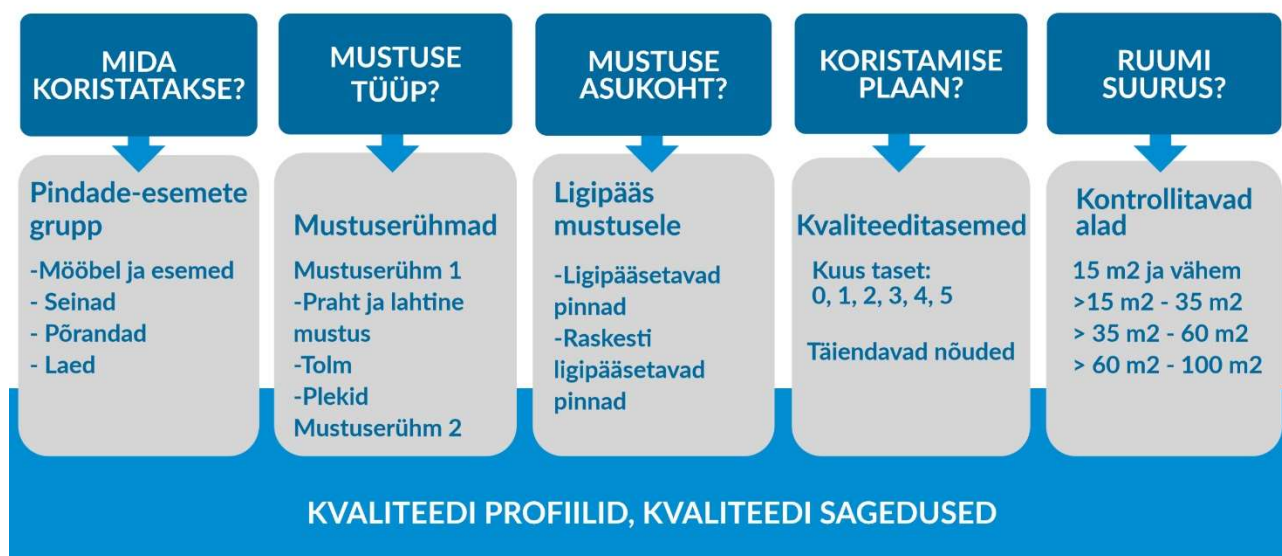 MIDA
KORISTATAKSE?
Pindade-esemete
grupp
-Mööbel ja esemed
- Seinad
- Põrandad
- Laed
MUSTUSE
TÜÜP?
Mustuserühmad
Mustuserühm 1
-Praht ja lahtine
mustus
-Tolm
-Plekid
Mustuserühm 2
MUSTUSE
ASUKOHT?
Ligipääs
mustusele
-Ligipääsetavad
pinnad
-Raskesti
ligipääsetavad
pinnad
KORISTAMISE
PLAAN?
Kvaliteeditasemed
Kuus taset:
0, 1, 2, 3, 4, 5
Täiendavad nõuded
RUUMI
SUURUS?
Kontrollitavad
alad
15 m2 ja vähem
>15 m2 - 35 m2
> 35 m2 - 60 m2
> 60 m2 - 100 m2
KVALITEEDI PROFIILID, KVALITEEDI SAGEDUSED